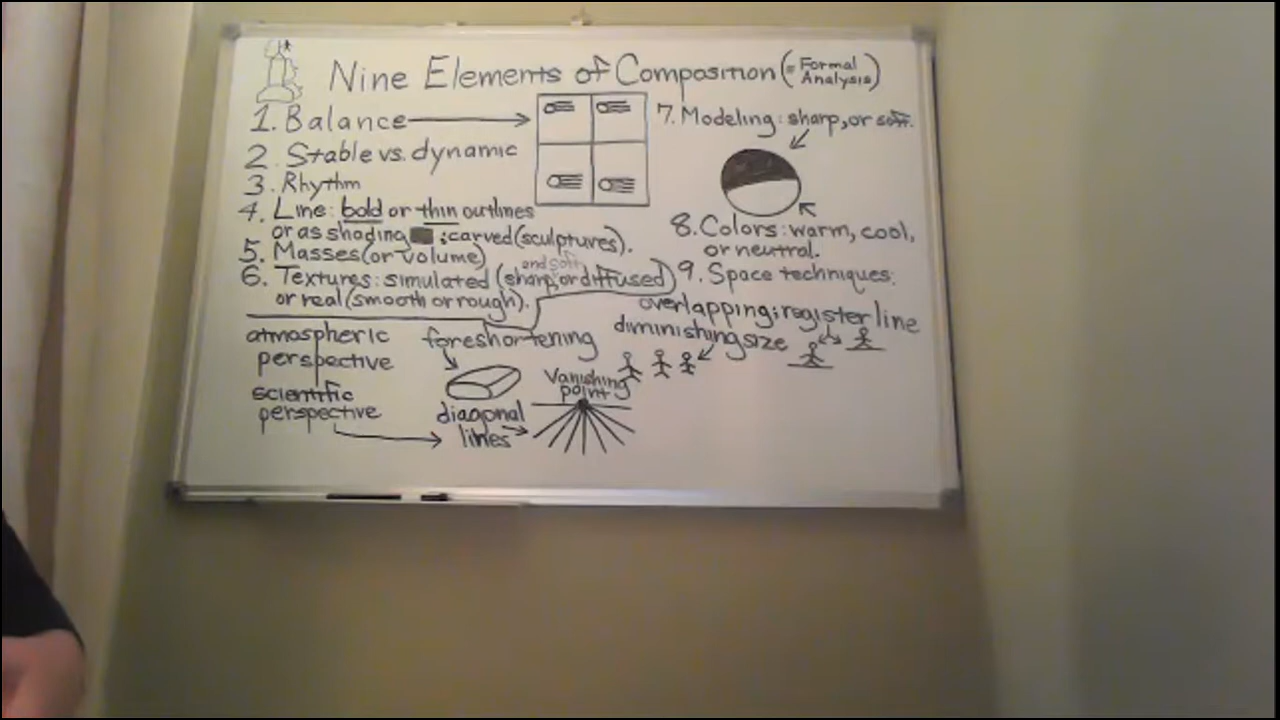 Nine Elements of Composition (= Formal Analysis)
1. Balance
2. Stable vs. dynamic
3. Rhythm
4. Line: bold or thin outlines
or as shading ; carved (sculptures).
5. Masses (or volume)
6. Textures: simulated (sharp, or diffused)
and soft
or real (smooth or rough).
7. Modeling: sharp, or soft.
8. Colors: warm, cool,
or neutral.
9. Space techniques:
overlapping; register line
diminishing size
atmospheric
perspective
scientific
perspective
foreshortening
diagonal
lines
Vanishing
point